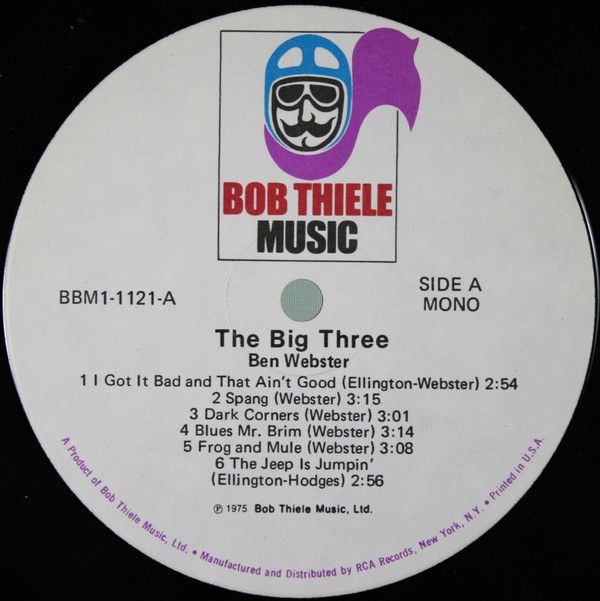 BOB THIELE
MUSIC
BBM1-1121-A
SIDE A
MONO
The Big Three
Ben Webster
1 I Got It Bad and That Ain't Good (Ellington-Webster) 2:54
2 Spang (Webster) 3:15
3 Dark Corners (Webster) 3:01
4 Blues Mr. Brim (Webster) 3:14
5 Frog and Mule (Webster) 3:08
6 The Jeep Is Jumpin'
(Ellington-Hodges) 2:56
℗ 1975 Bob Thiele Music, Ltd.
A Product of Bob Thiele Music, Ltd. • Manufactured and Distributed by RCA Records, New York, N.Y. • Printed in U.S.A.